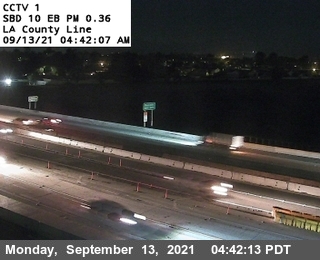 CCTV 1
SBD 10 EB PM 0.36
LA County Line
09/13/21 04:42:07 AM
Monday, September 13, 2021 04:42:13 PDT